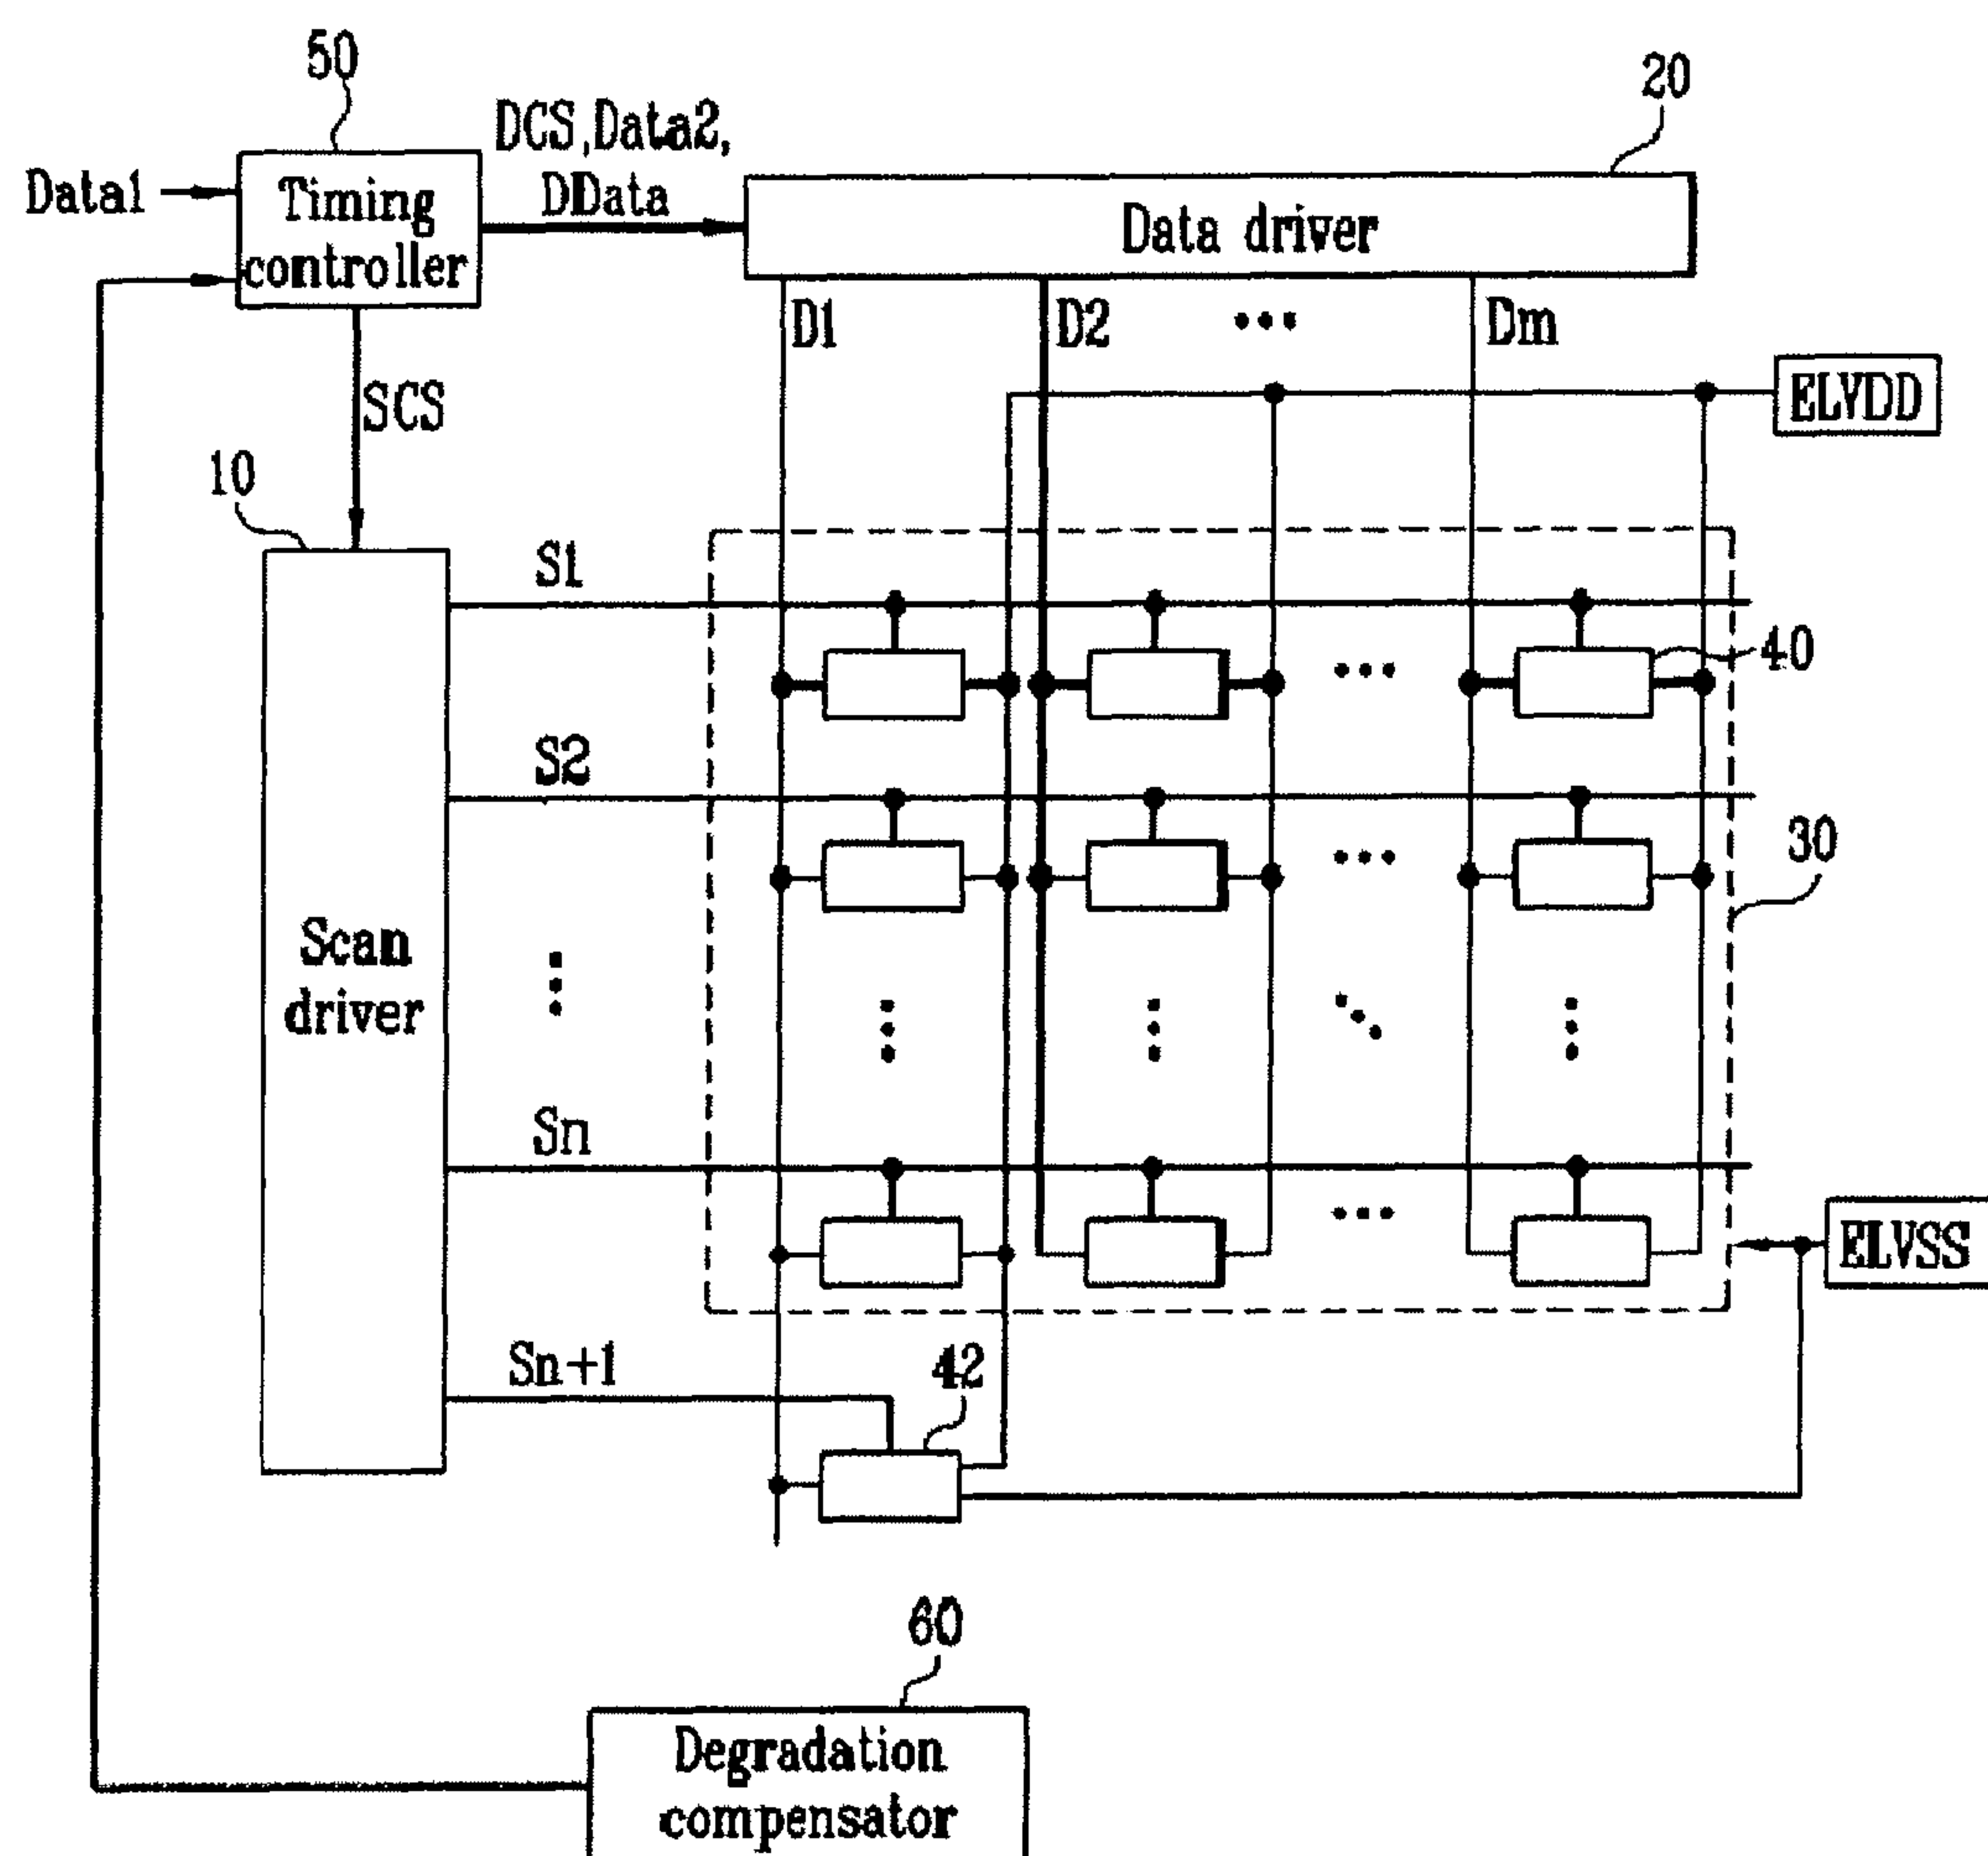 50
20
DCS,Data2,
DData
Data1
Timing
controller
Data driver
D1
D2
•••
Dm
ELVDD
SCS
10
S1
40
S2
30
Scan
driver
Sn
ELVSS
Sn+1
42
60
Degradation
compensator